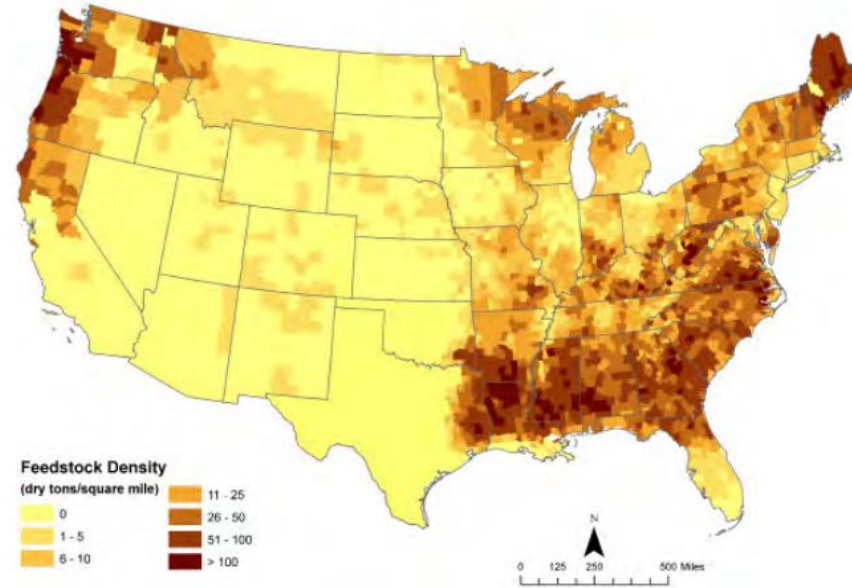 Feedstock Density
(dry tons/square mile)
0
1 - 5
6 - 10
11 - 25
26 - 50
51 - 100
> 100
N
0 125 250 500 Miles